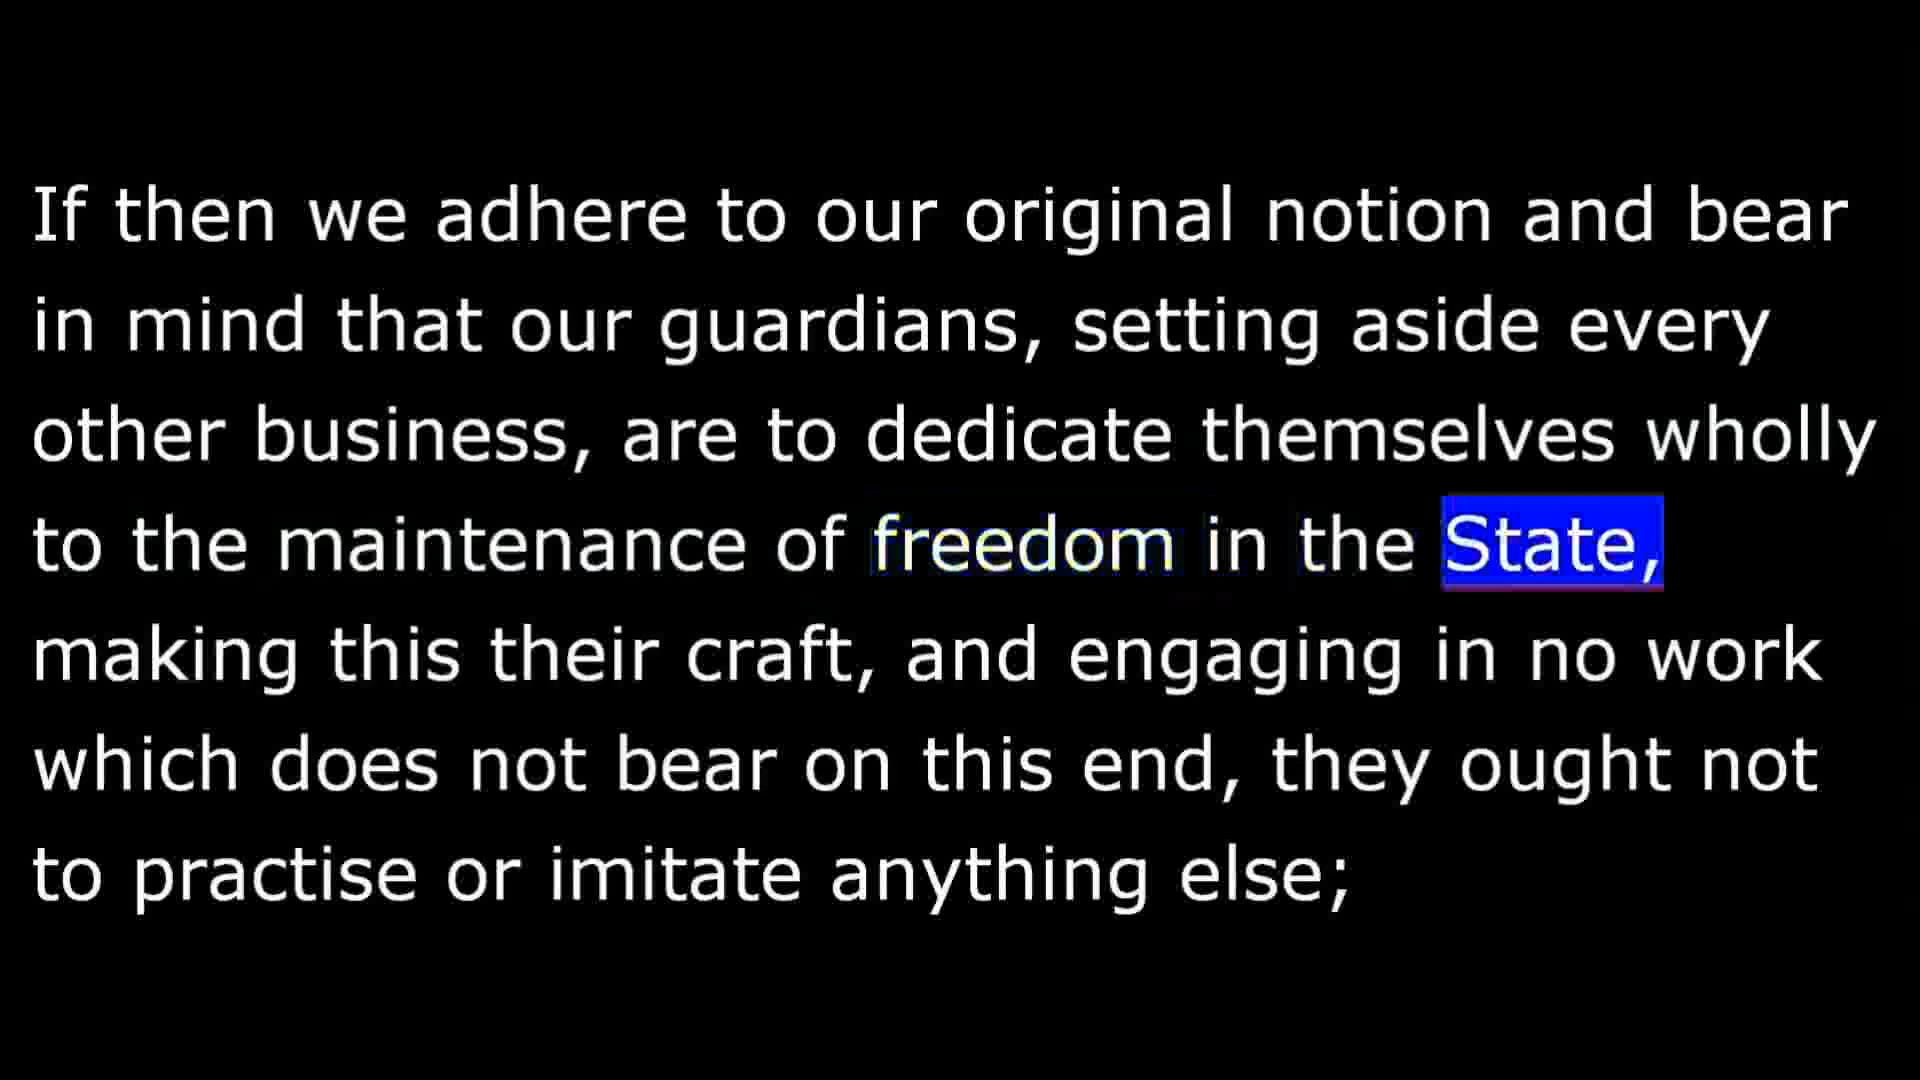 If then we adhere to our original notion and bear
in mind that our guardians, setting aside every
other business, are to dedicate themselves wholly
to the maintenance of freedom in the State,
making this their craft, and engaging in no work
which does not bear on this end, they ought not
to practise or imitate anything else;